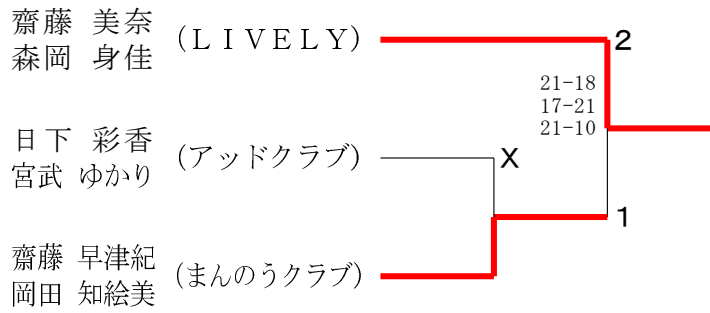 齋藤 美奈
森岡 身佳
(ＬＩＶＥＬＹ)
2
21-18
17-21
21-10
日下 彩香
宮武 ゆかり
(アッドクラブ)
X
1
齋藤 早津紀
岡田 知絵美
(まんのうクラブ)